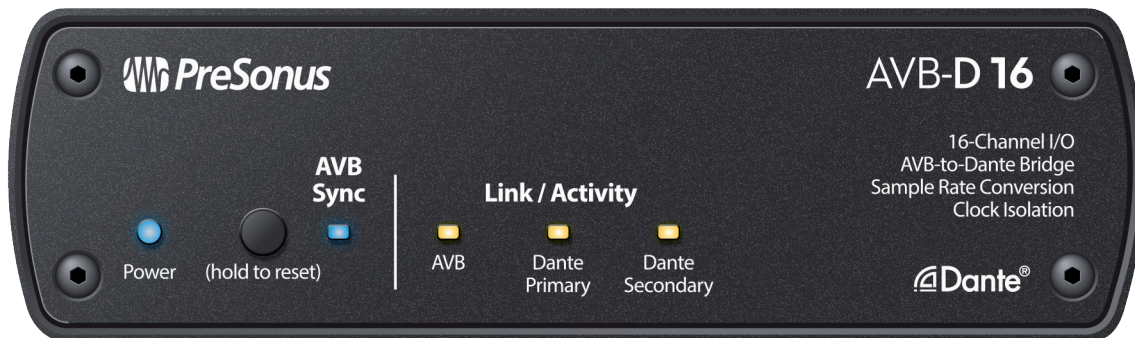 PreSonus
AVB-D 16
16-Channel I/O
AVB-to-Dante Bridge
Sample Rate Conversion
Clock Isolation
AVB
Sync
Link / Activity
Power
(hold to reset)
AVB
Dante
Primary
Dante
Secondary
Dante®